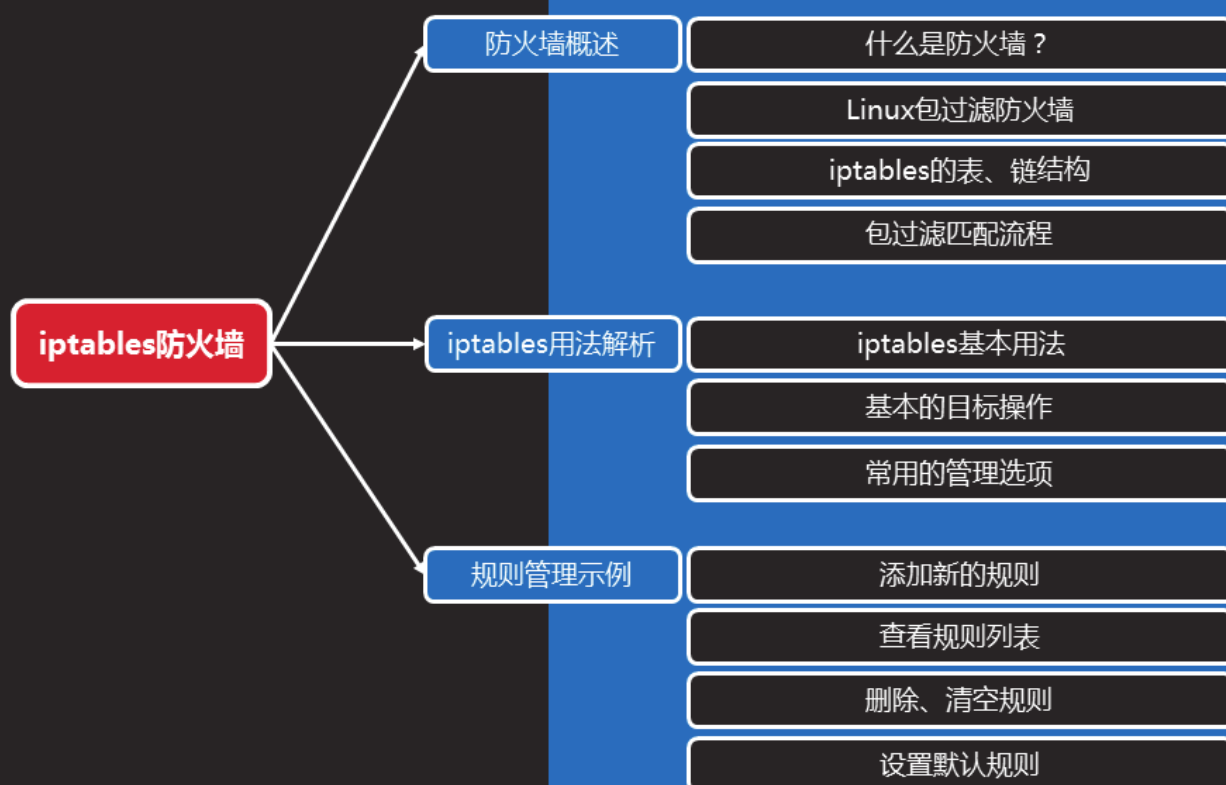 iptables防火墙
防火墙概述
什么是防火墙？
Linux包过滤防火墙
iptables的表、链结构
包过滤匹配流程
iptables用法解析
iptables基本用法
基本的目标操作
常用的管理选项
规则管理示例
添加新的规则
查看规则列表
删除、清空规则
设置默认规则